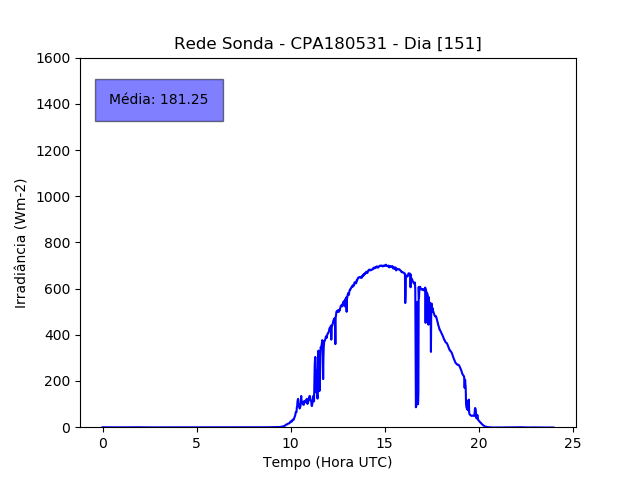 Rede Sonda - CPA180531 - Dia [151]
1600
Média: 181.25
1400
1200
1000
800
600
400
200
0
Irradiância (Wm-2)
0 5 10 15 20 25
Tempo (Hora UTC)